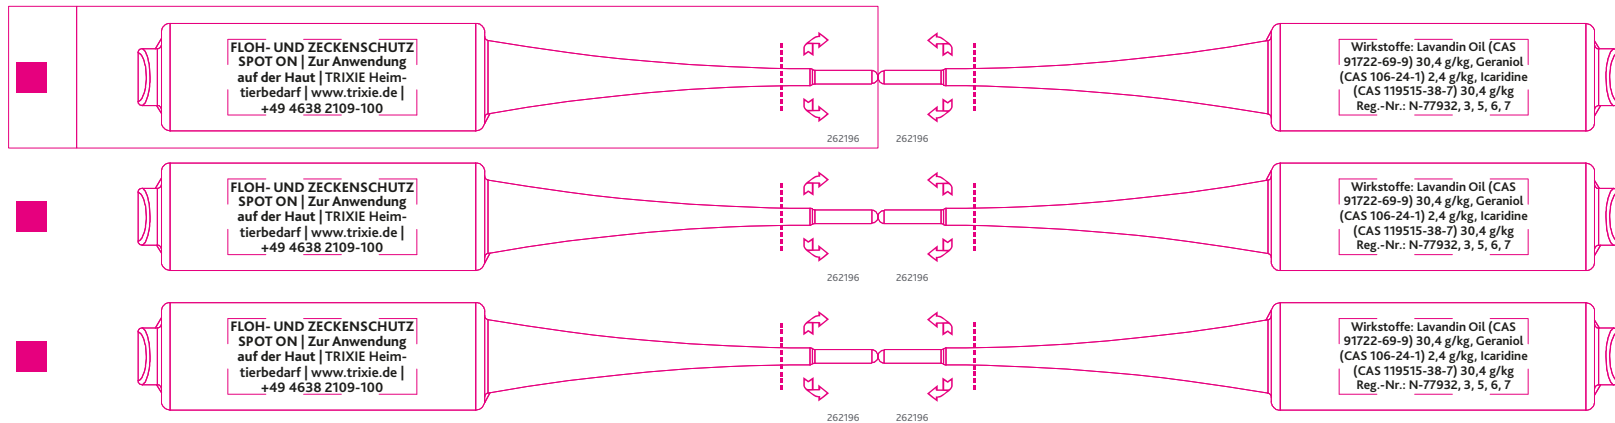 FLOH- UND ZECKENSCHUTZ
SPOT ON | Zur Anwendung
auf der Haut | TRIXIE Heim-
tierbedarf | www.trixie.de |
+49 4638 2109-100
262196
262196
Wirkstoffe: Lavandin Oil (CAS
91722-69-9) 30,4 g/kg, Geraniol
(CAS 106-24-1) 2,4 g/kg, Icaridine
(CAS 119515-38-7) 30,4 g/kg
Reg.-Nr.: N-77932, 3, 5, 6, 7
FLOH- UND ZECKENSCHUTZ
SPOT ON | Zur Anwendung
auf der Haut | TRIXIE Heim-
tierbedarf | www.trixie.de |
+49 4638 2109-100
262196
262196
Wirkstoffe: Lavandin Oil (CAS
91722-69-9) 30,4 g/kg, Geraniol
(CAS 106-24-1) 2,4 g/kg, Icaridine
(CAS 119515-38-7) 30,4 g/kg
Reg.-Nr.: N-77932, 3, 5, 6, 7
FLOH- UND ZECKENSCHUTZ
SPOT ON | Zur Anwendung
auf der Haut | TRIXIE Heim-
tierbedarf | www.trixie.de |
+49 4638 2109-100
262196
262196
Wirkstoffe: Lavandin Oil (CAS
91722-69-9) 30,4 g/kg, Geraniol
(CAS 106-24-1) 2,4 g/kg, Icaridine
(CAS 119515-38-7) 30,4 g/kg
Reg.-Nr.: N-77932, 3, 5, 6, 7